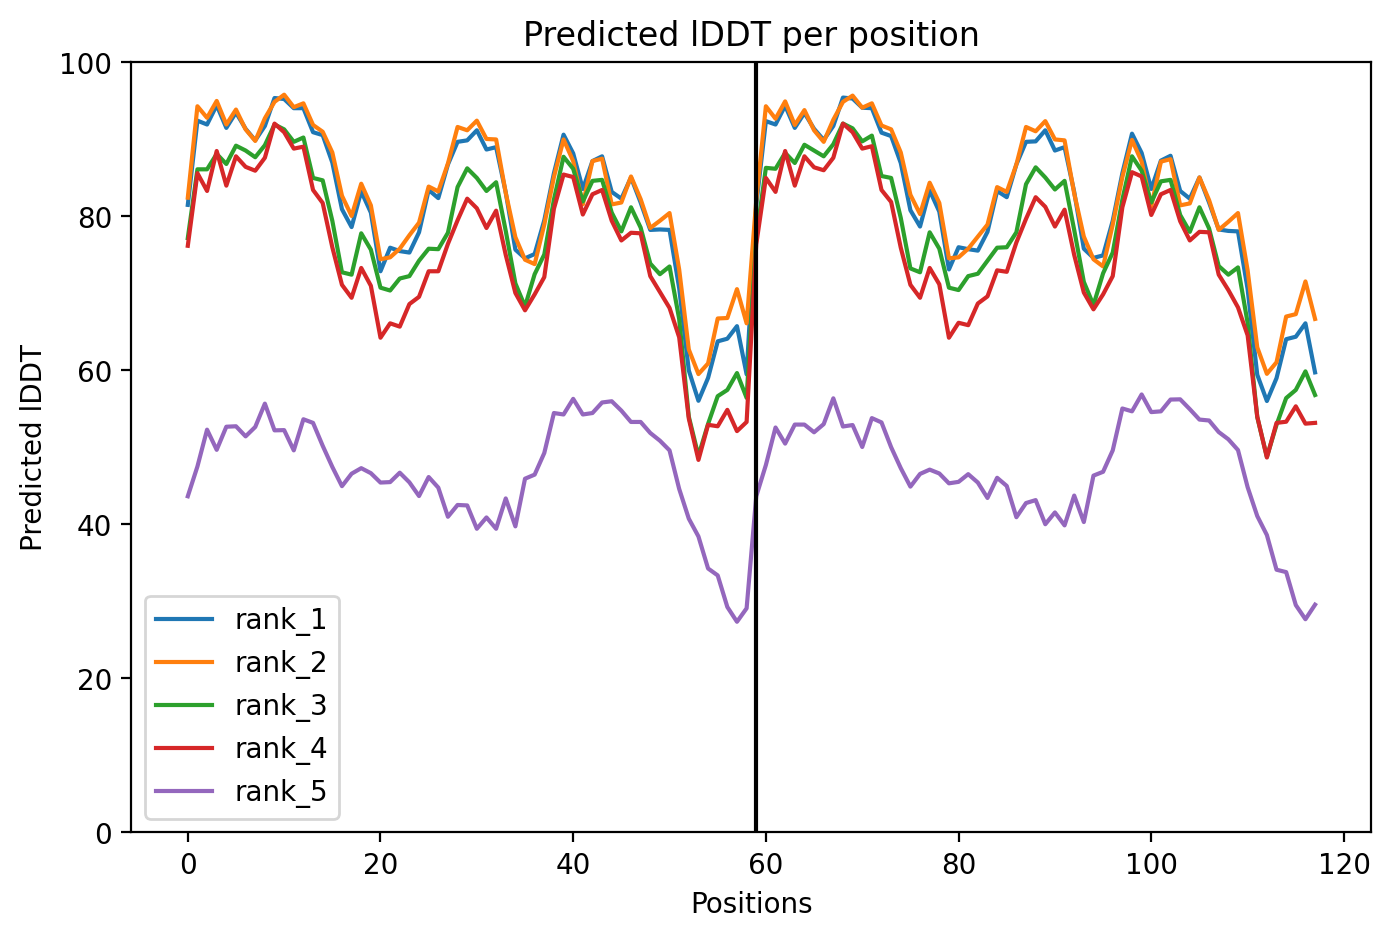 Predicted lDDT per position
100
80
60
40
20
0
Predicted lDDT
rank_1
rank_2
rank_3
rank_4
rank_5
0 20 40 60 80 100 120
Positions